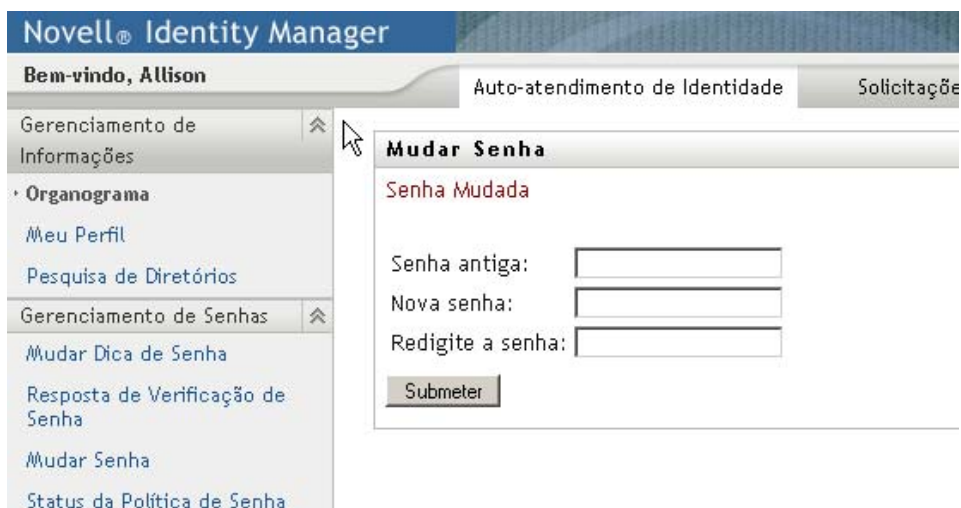 Novell® Identity Manager
Bem-vindo, Allison
Auto-atendimento de Identidade
Gerenciamento de
Informações
Organograma
Meu Perfil
Pesquisa de Diretórios
Gerenciamento de Senhas
Mudar Dica de Senha
Resposta de Verificação de
Senha
Mudar Senha
Status da Política de Senha
Mudar Senha
Senha Mudada
Senha antiga:
Nova senha:
Redigite a senha:
Submeter